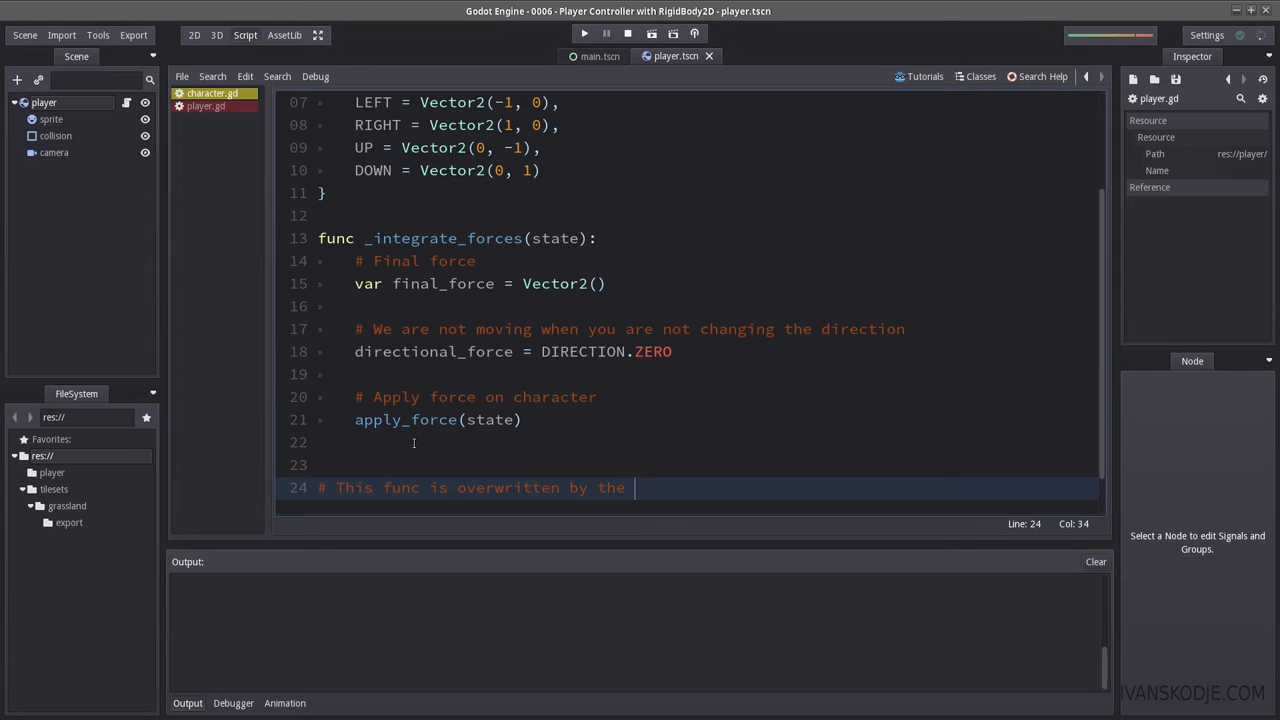 Godot Engine - 0006 - Player Controller with RigidBody2D - player.tscn
Scene Import Tools Export 2D 3D Script AssetLib Settings
Scene main.tscn player.tscn Inspector
File Search Edit Search Debug Tutorials Classes Search Help
character.gd
player.gd
player
sprite
collision
camera
07 LEFT = Vector2(-1, 0),
08 RIGHT = Vector2(1, 0),
09 UP = Vector2(0, -1),
10 DOWN = Vector2(0, 1)
11 }
12
13 func _integrate_forces(state):
14 # Final force
15 var final_force = Vector2()
16
17 # We are not moving when you are not changing the direction
18 directional_force = DIRECTION.ZERO
19
20 # Apply force on character
21 apply_force(state)
22
23
24 # This func is overwritten by the
Line: 24 Col: 34
player.gd
Resource
Resource
Path res://player/
Name
Reference
FileSystem
res://
Favorites:
res://
player
tilesets
grassland
export
Node
Select a Node to edit Signals and
Groups.
Output: Clear
Output Debugger Animation
IVANSKODJE.COM